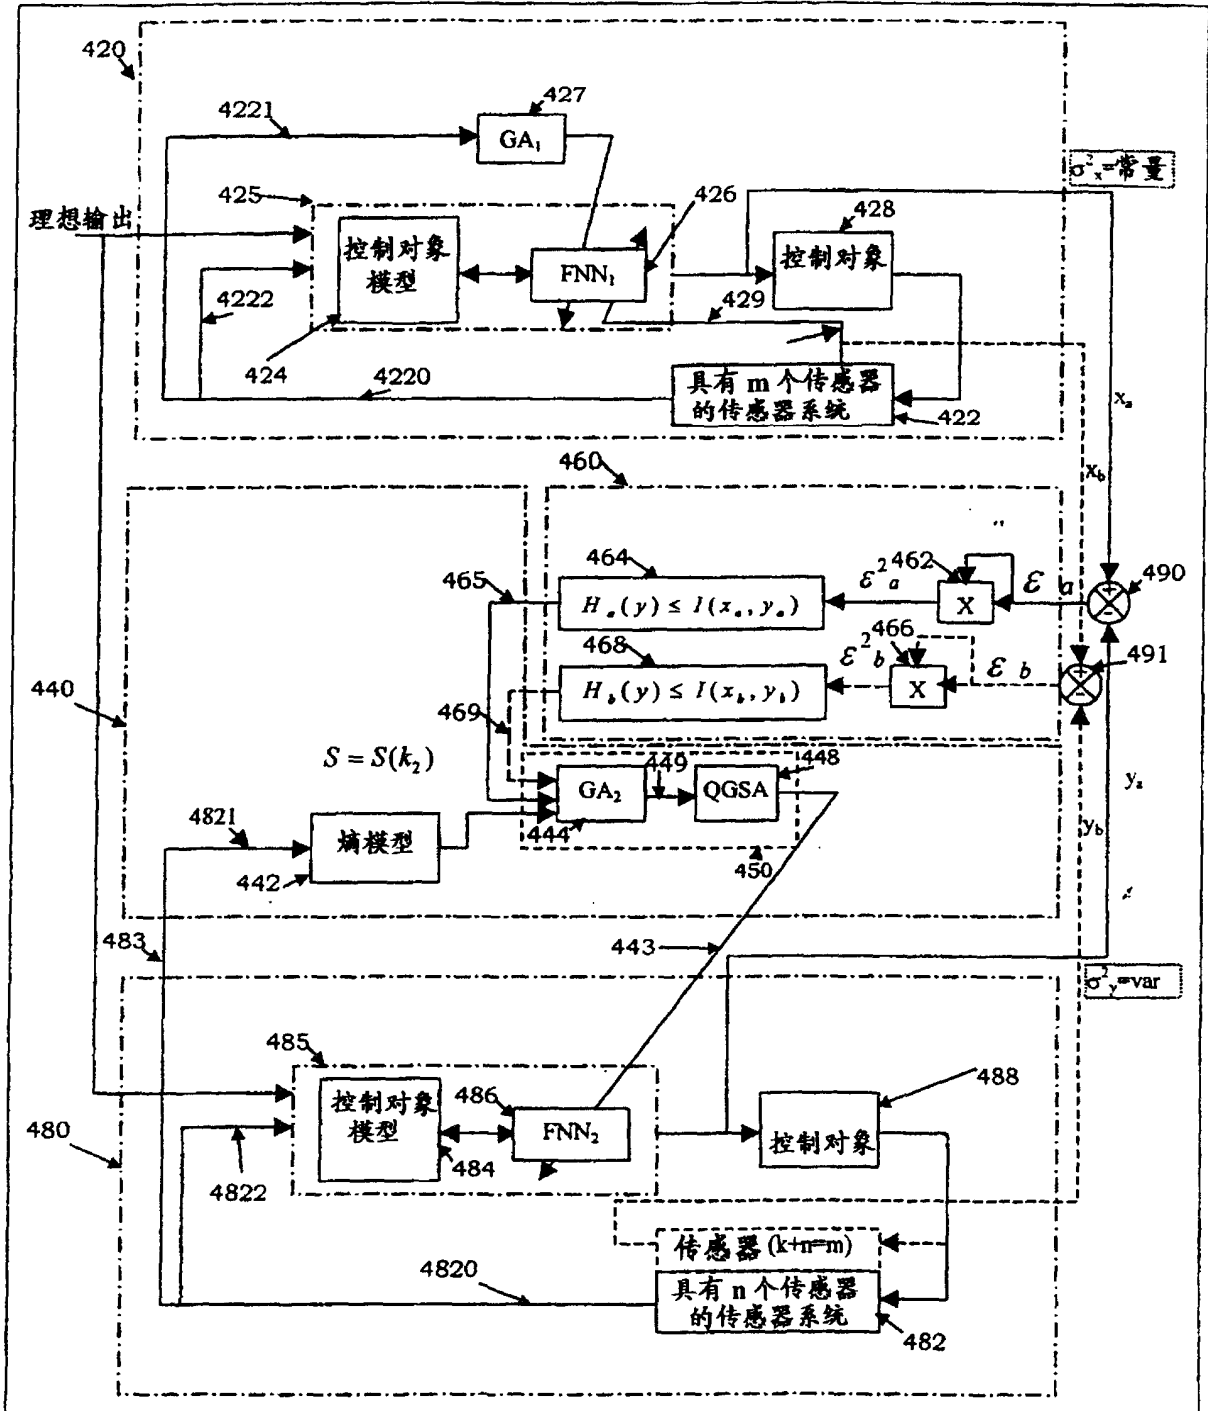 420
4221
427
GA₁
σ²ₓ=常量
理想输出
425
426
428
控制对象
模型
FNN₁
控制对象
4222
429
424
4220
具有 m 个传感器
的传感器系统
422
xₐ
x_b
460
464
465
H_a(y) ≤ I(x_a, y_a)
ε²a
462
X
ε a
490
+
-
468
466
H_b(y) ≤ I(x_b, y_b)
ε²b
X
ε b
491
+
-
440
469
S = S(k₂)
GA₂
449
QGSA
448
444
450
4821
熵模型
442
yₐ
y_b
483
443
σ²_y=var
485
控制对象
模型
486
FNN₂
484
488
控制对象
480
4822
传感器 (k+n=m)
4820
具有 n 个传感器
的传感器系统
482